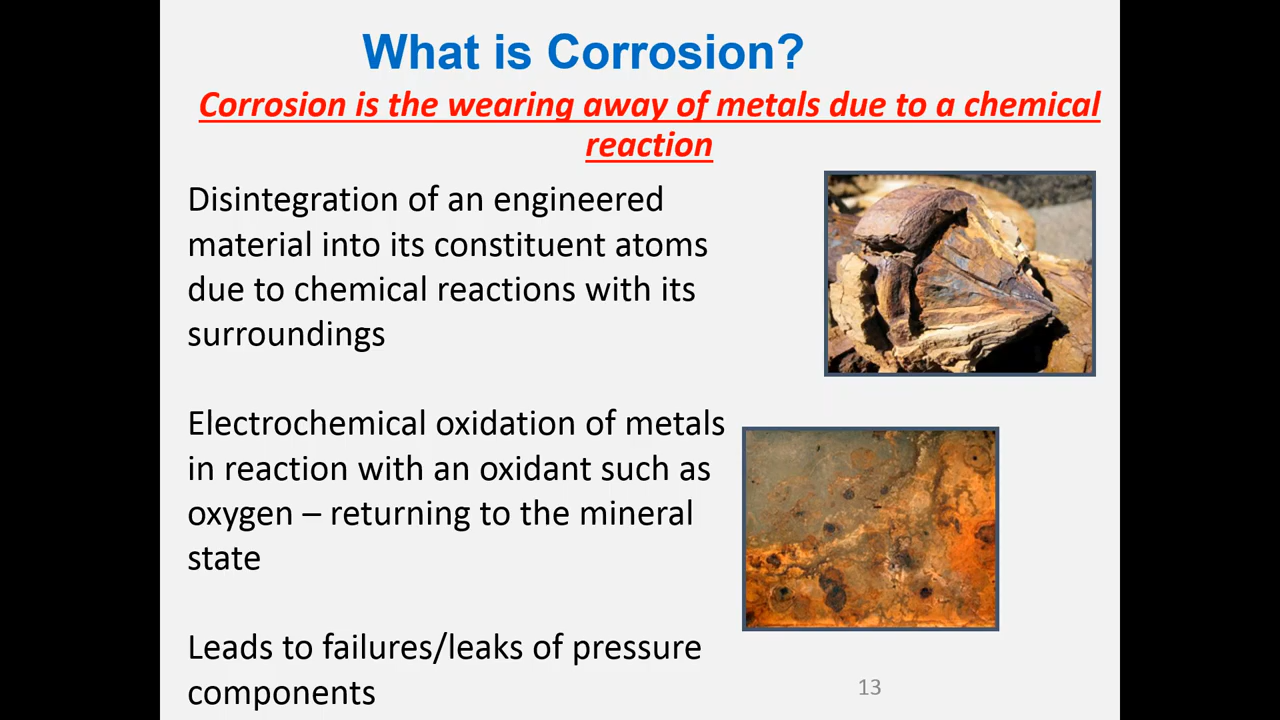 What is Corrosion?
Corrosion is the wearing away of metals due to a chemical
reaction
Disintegration of an engineered
material into its constituent atoms
due to chemical reactions with its
surroundings
Electrochemical oxidation of metals
in reaction with an oxidant such as
oxygen – returning to the mineral
state
Leads to failures/leaks of pressure
components
13